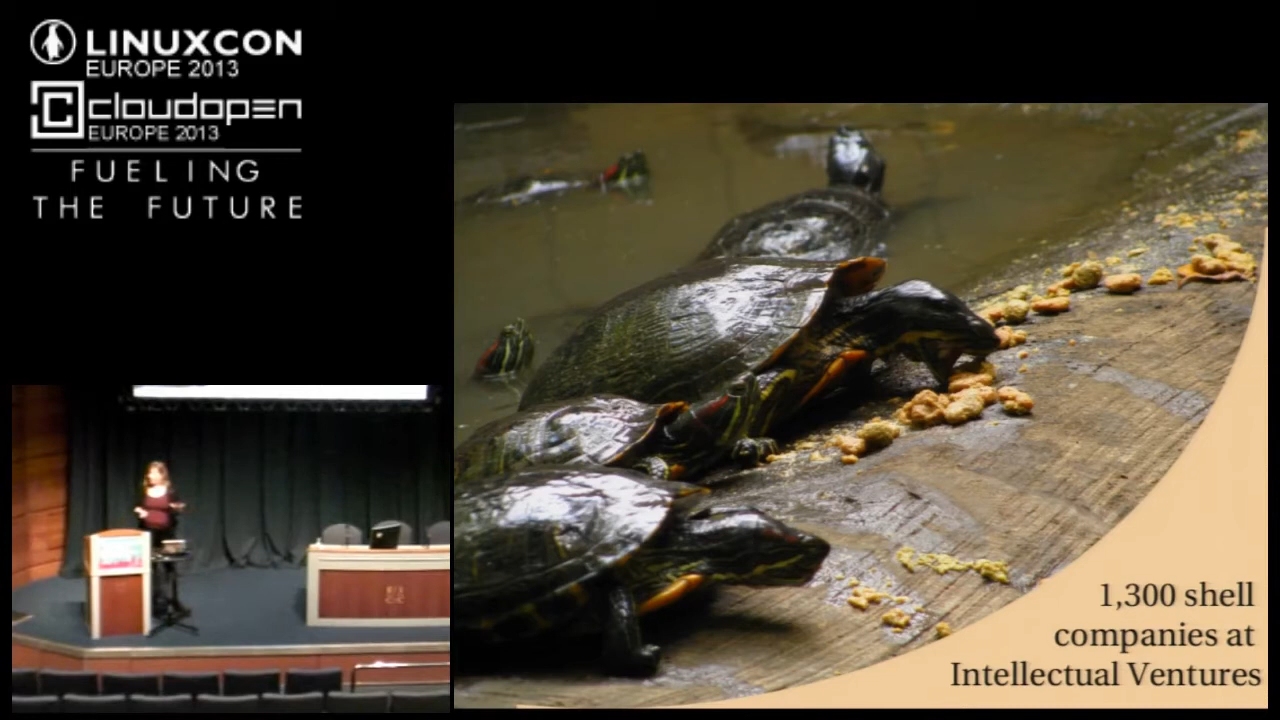 LINUXCON
EUROPE 2013
cloudopen
EUROPE 2013
FUELING
THE FUTURE
1,300 shell
companies at
Intellectual Ventures